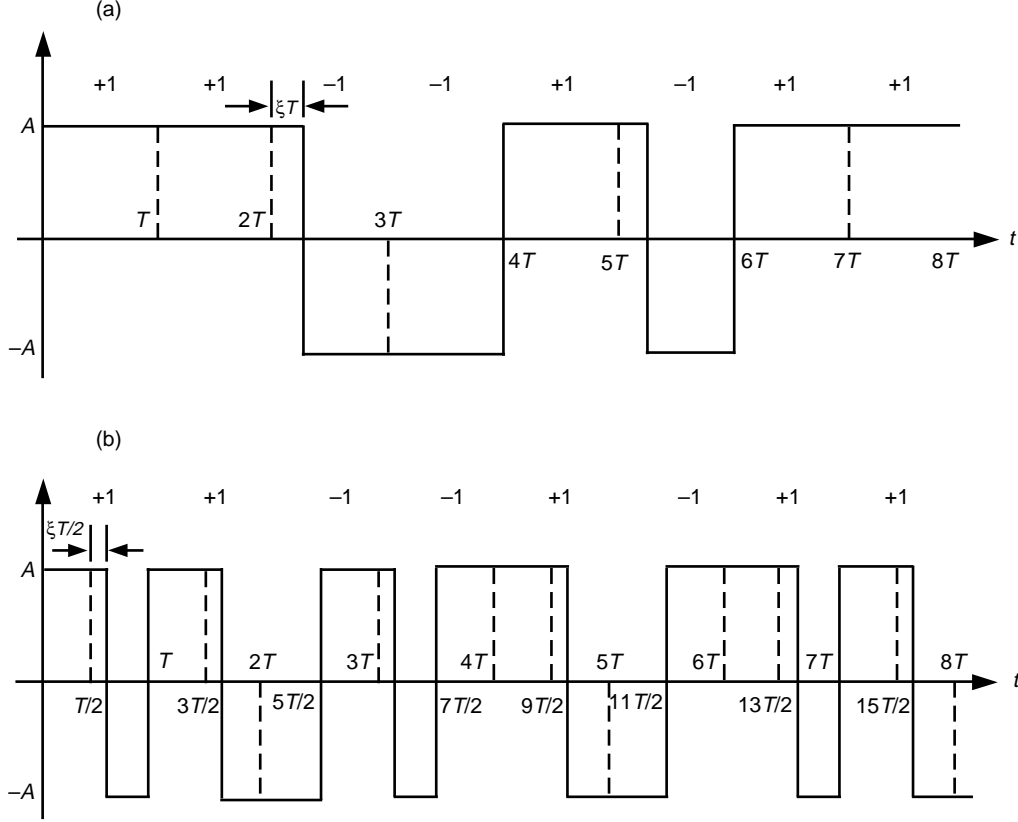 (a)
+1 +1 –1 –1 +1 –1 +1 +1
ξT
A
T 2T 3T
t
4T 5T 6T 7T 8T
–A
(b)
+1 +1 –1 –1 +1 –1 +1 +1
ξT/2
A
T 2T 3T 4T 5T 6T 7T 8T
t
T/2 3T/2 5T/2 7T/2 9T/2 11T/2 13T/2 15T/2
–A